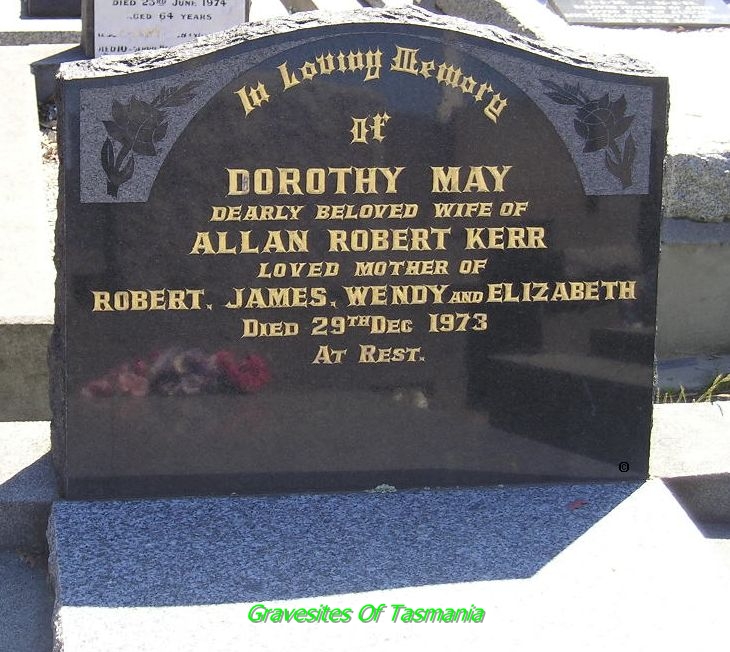 DIED 23RD JUNE 1974
AGED 64 YEARS
In Loving Memory
of
DOROTHY MAY
DEARLY BELOVED WIFE OF
ALLAN ROBERT KERR
LOVED MOTHER OF
ROBERT, JAMES, WENDY AND ELIZABETH
DIED 29TH DEC 1973
AT REST.
Gravesites Of Tasmania